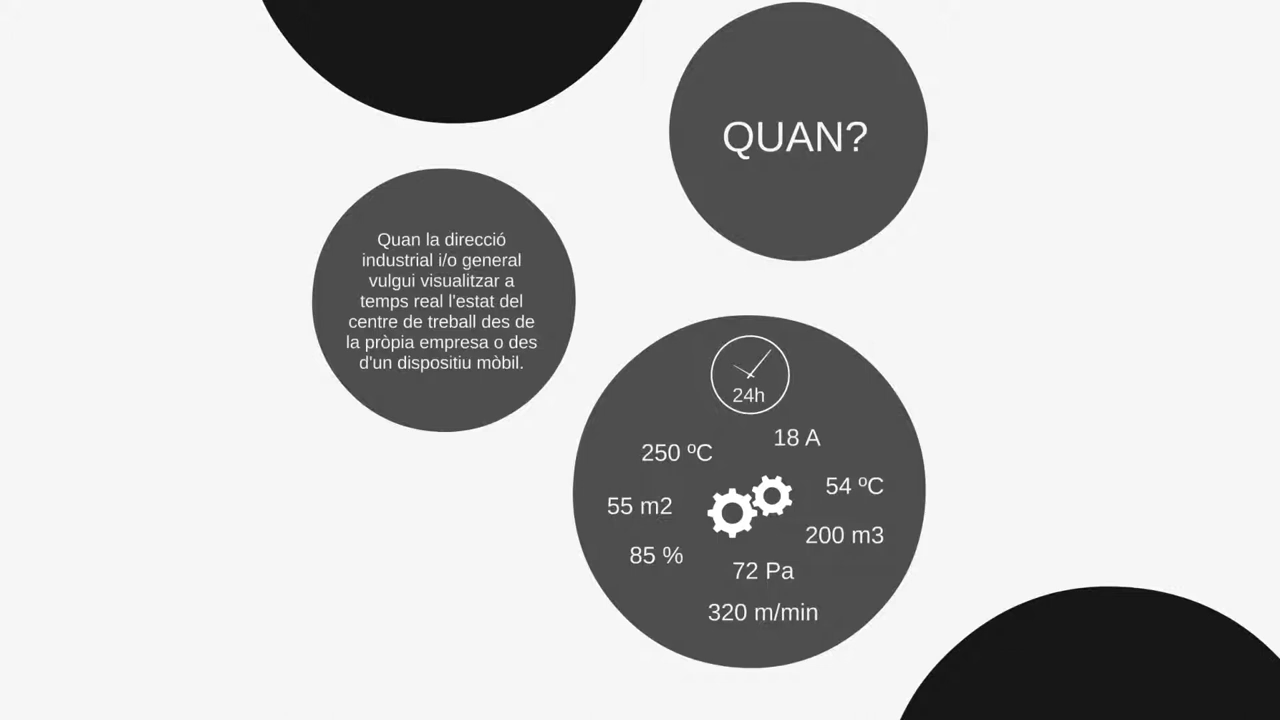 QUAN?
Quan la direcció
industrial i/o general
vulgui visualitzar a
temps real l'estat del
centre de treball des de
la pròpia empresa o des
d'un dispositiu mòbil.
24h
18 A
250 ºC
54 ºC
55 m2
200 m3
85 %
72 Pa
320 m/min